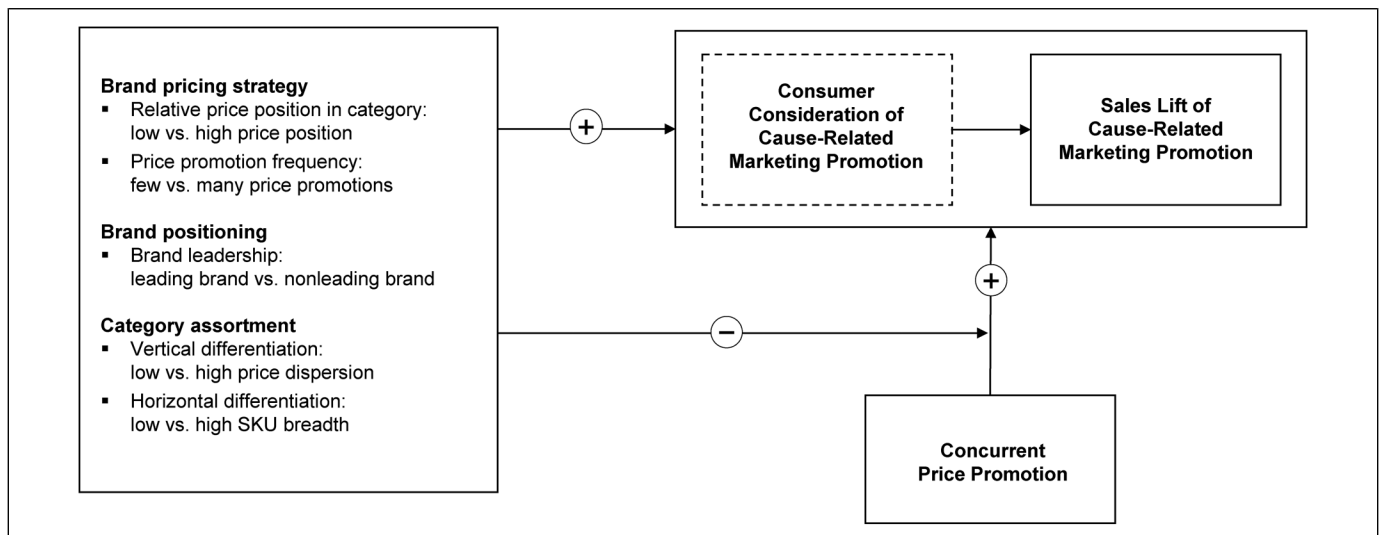 Brand pricing strategy
▪ Relative price position in category:
low vs. high price position
▪ Price promotion frequency:
few vs. many price promotions
Brand positioning
▪ Brand leadership:
leading brand vs. nonleading brand
Category assortment
▪ Vertical differentiation:
low vs. high price dispersion
▪ Horizontal differentiation:
low vs. high SKU breadth
+
Consumer
Consideration of
Cause-Related
Marketing Promotion
Sales Lift of
Cause-Related
Marketing Promotion
+
−
Concurrent
Price Promotion